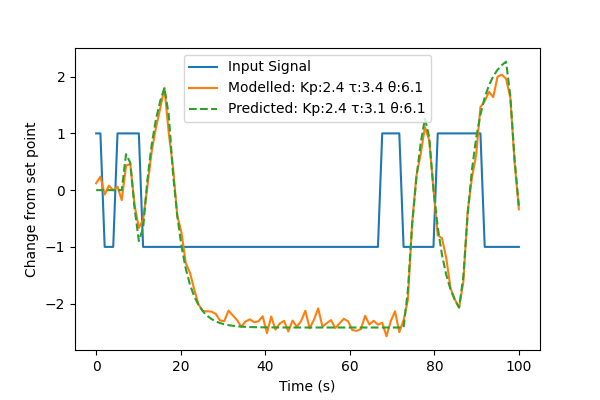 Input Signal
Modelled: Kp:2.4 τ:3.4 θ:6.1
Predicted: Kp:2.4 τ:3.1 θ:6.1
Change from set point
2
1
0
−1
−2
0 20 40 60 80 100
Time (s)